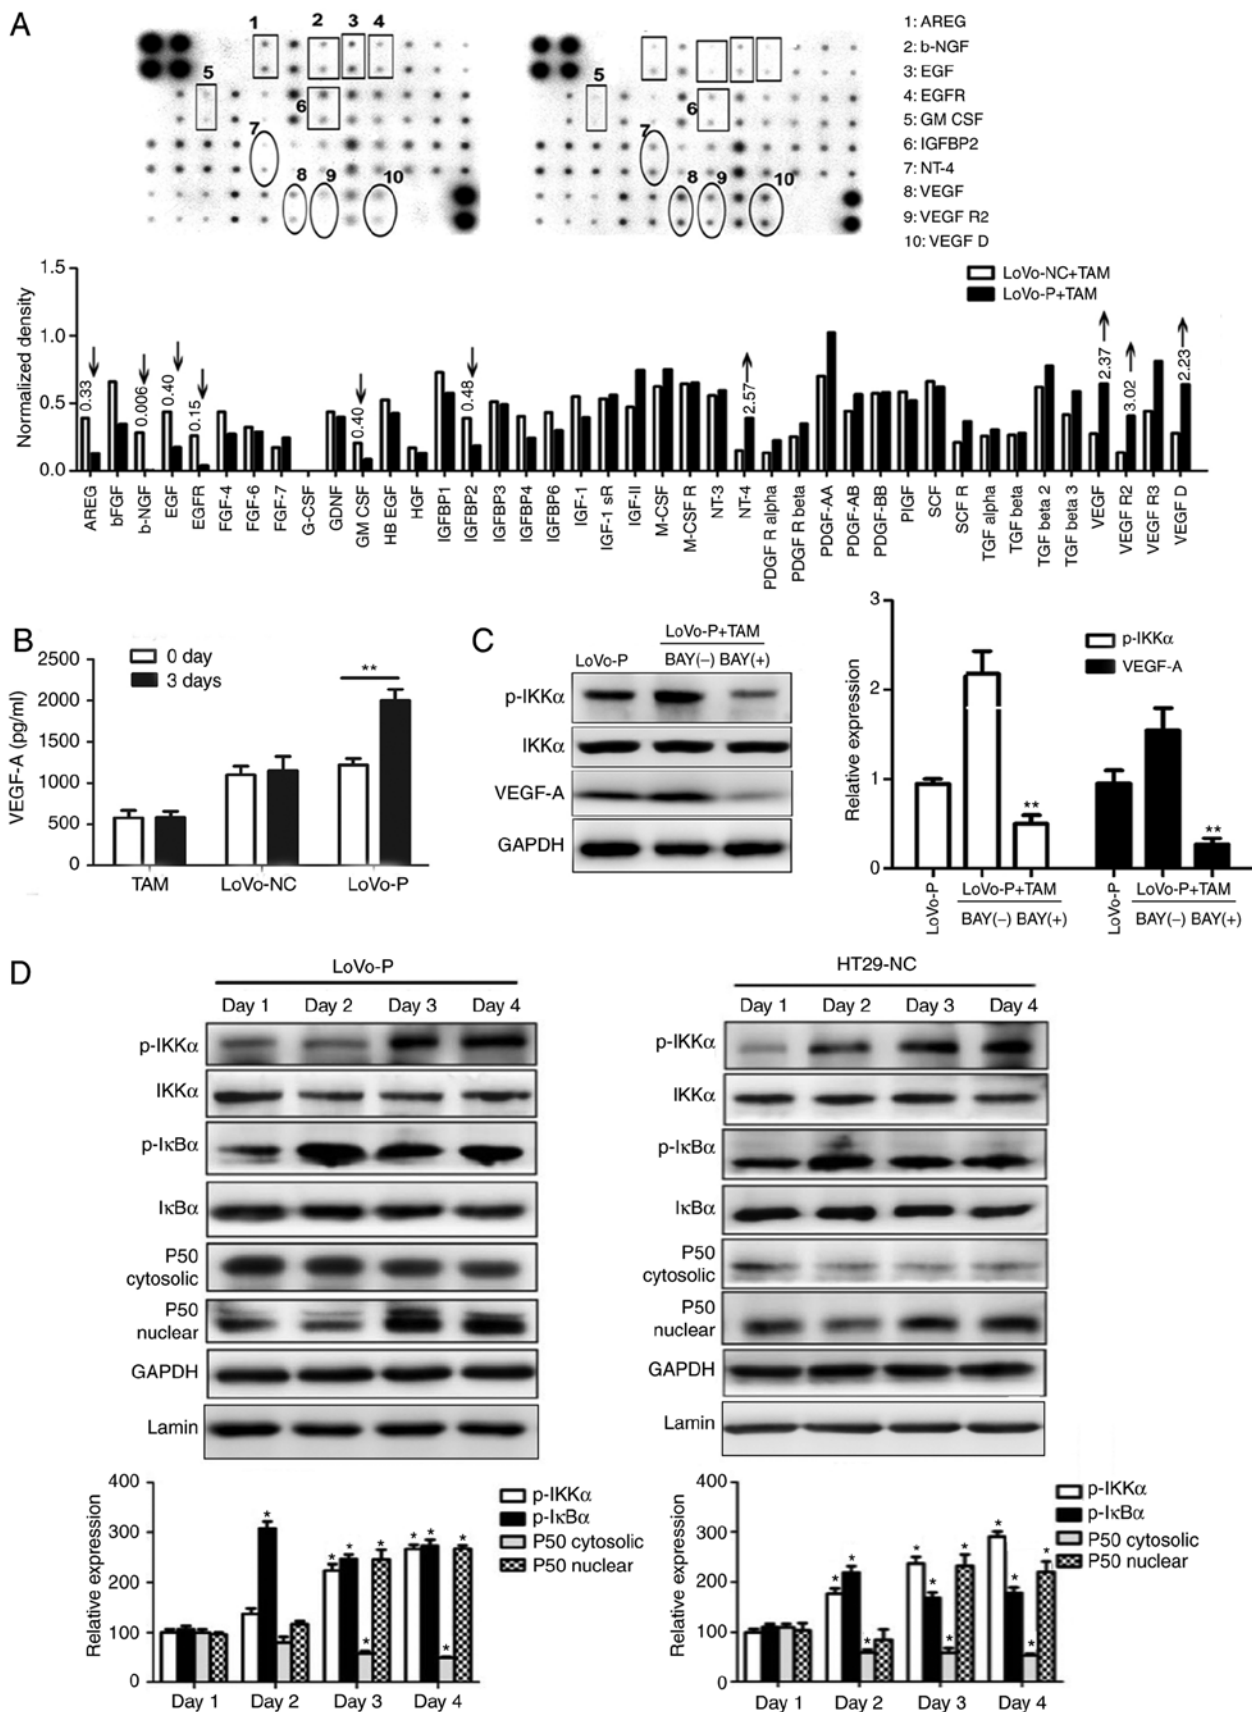 A
1 2 3 4
5
6
7
8 9 10
5
6
7
8 9 10
1: AREG
2: b-NGF
3: EGF
4: EGFR
5: GM CSF
6: IGFBP2
7: NT-4
8: VEGF
9: VEGF R2
10: VEGF D
Normalized density
1.5
1.0
0.5
0.0
LoVo-NC+TAM
LoVo-P+TAM
0.33
0.006
0.40
0.15
0.40
0.48
2.57
2.37
3.02
2.23
AREG
bFGF
b-NGF
EGF
EGFR
FGF-4
FGF-6
FGF-7
G-CSF
GDNF
GM CSF
HB EGF
HGF
IGFBP1
IGFBP2
IGFBP3
IGFBP4
IGFBP6
IGF-1
IGF-1 sR
IGF-II
M-CSF
M-CSF R
NT-3
NT-4
PDGF R alpha
PDGF R beta
PDGF-AA
PDGF-AB
PDGF-BB
PIGF
SCF
SCF R
TGF alpha
TGF beta
TGF beta 2
TGF beta 3
VEGF
VEGF R2
VEGF R3
VEGF D
B
VEGF-A (pg/ml)
2500
2000
1500
1000
500
0
0 day
3 days
**
TAM LoVo-NC LoVo-P
C
LoVo-P+TAM
LoVo-P BAY(−) BAY(+)
p-IKKα
IKKα
VEGF-A
GAPDH
Relative expression
3
2
1
0
p-IKKα
VEGF-A
**
**
LoVo-P
LoVo-P+TAM
BAY(−) BAY(+)
LoVo-P
LoVo-P+TAM
BAY(−) BAY(+)
D
LoVo-P
Day 1 Day 2 Day 3 Day 4
p-IKKα
IKKα
p-IκBα
IκBα
P50
cytosolic
P50
nuclear
GAPDH
Lamin
HT29-NC
Day 1 Day 2 Day 3 Day 4
p-IKKα
IKKα
p-IκBα
IκBα
P50
cytosolic
P50
nuclear
GAPDH
Lamin
Relative expression
400
300
200
100
0
* * * * * * * * *
p-IKKα
p-IκBα
P50 cytosolic
P50 nuclear
Day 1 Day 2 Day 3 Day 4
Relative expression
400
300
200
100
0
* * * * * * * * * * *
p-IKKα
p-IκBα
P50 cytosolic
P50 nuclear
Day 1 Day 2 Day 3 Day 4